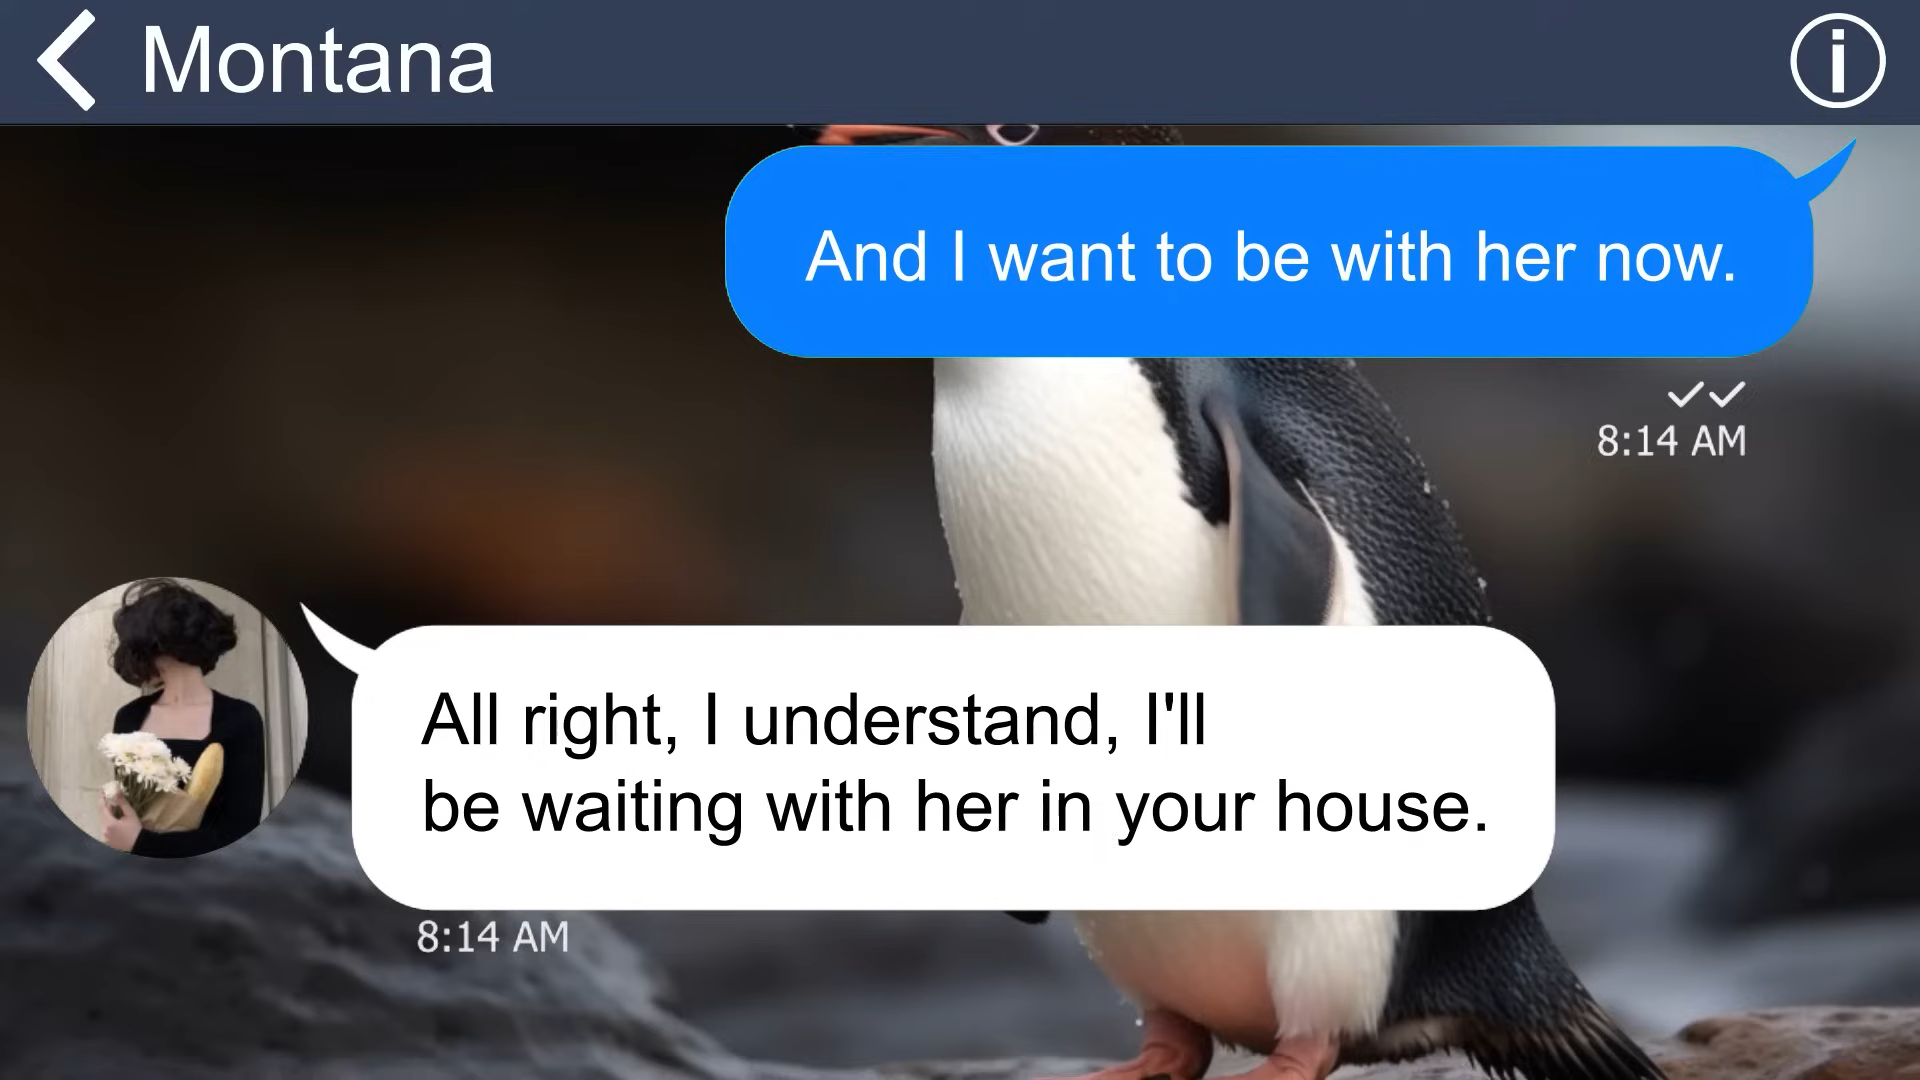 Montana
And I want to be with her now.
8:14 AM
All right, I understand, I'll
be waiting with her in your house.
8:14 AM